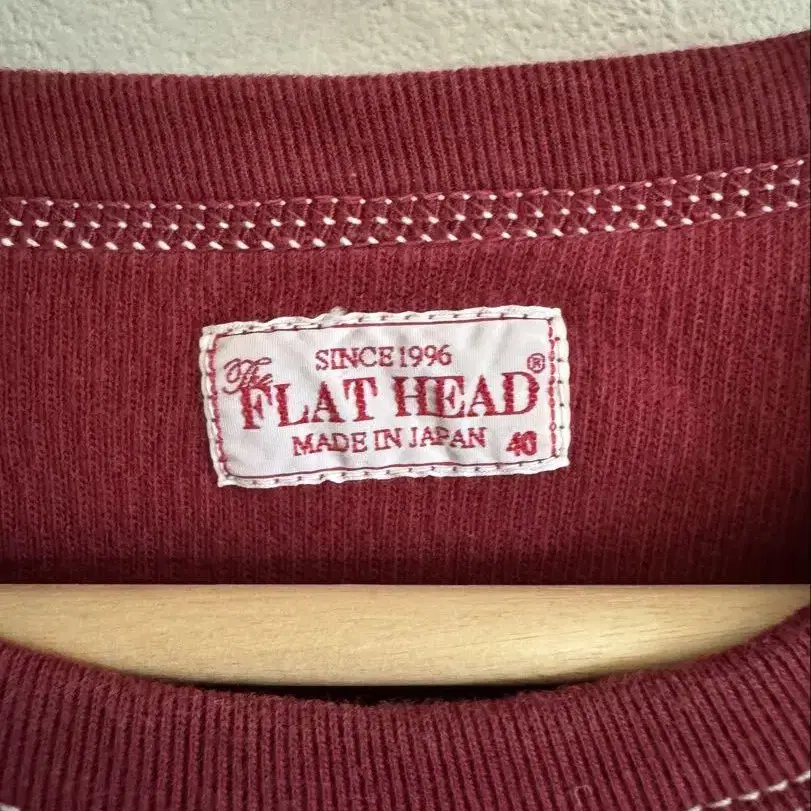 SINCE 1996
The
FLAT HEAD®
MADE IN JAPAN 40